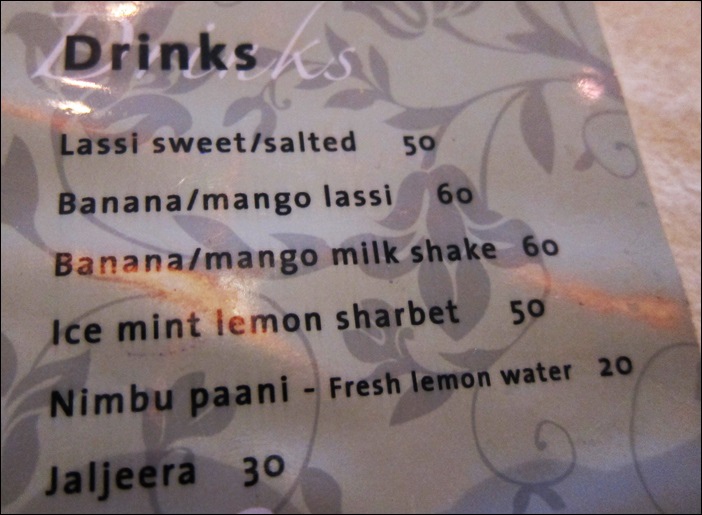 Drinks
Drinks
Lassi sweet/salted 50
Banana/mango lassi 60
Banana/mango milk shake 60
Ice mint lemon sharbet 50
Nimbu paani - Fresh lemon water 20
Jaljeera 30